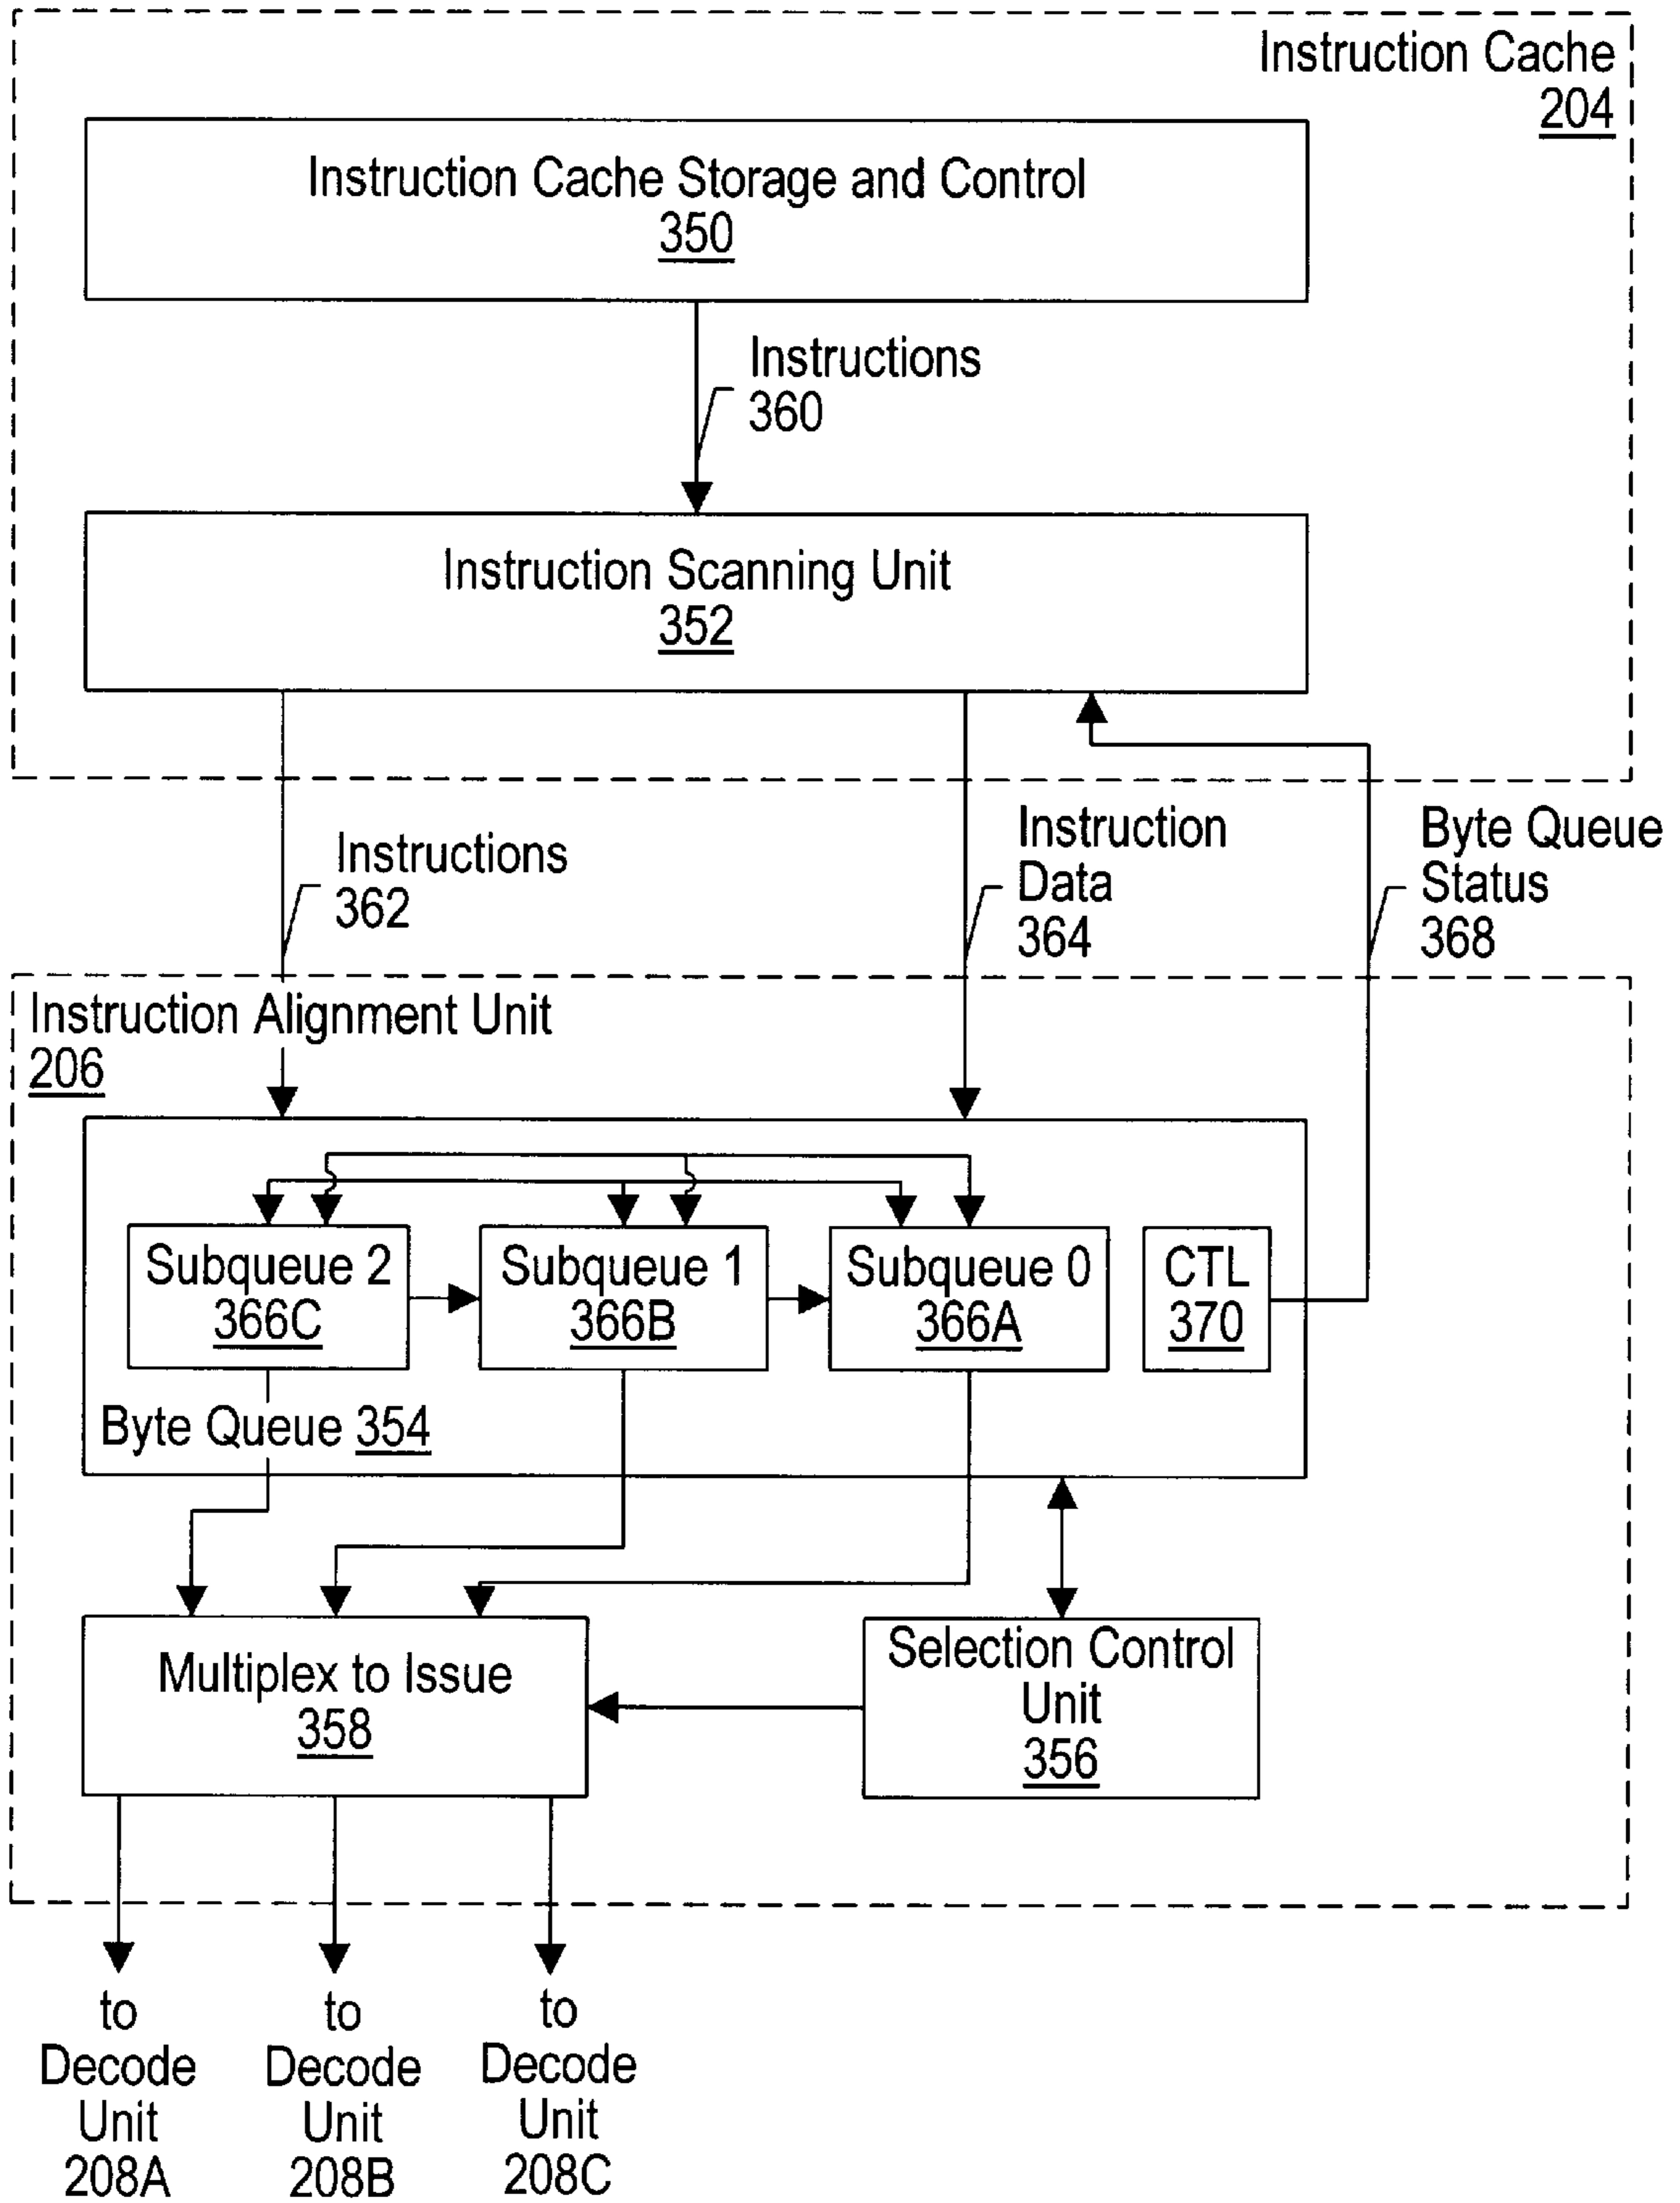 Instruction Cache
204
Instruction Cache Storage and Control
350
Instructions
360
Instruction Scanning Unit
352
Instructions
362
Instruction
Data
364
Byte Queue
Status
368
Instruction Alignment Unit
206
Subqueue 2
366C
Subqueue 1
366B
Subqueue 0
366A
CTL
370
Byte Queue 354
Multiplex to Issue
358
Selection Control
Unit
356
to
Decode
Unit
208A
to
Decode
Unit
208B
to
Decode
Unit
208C